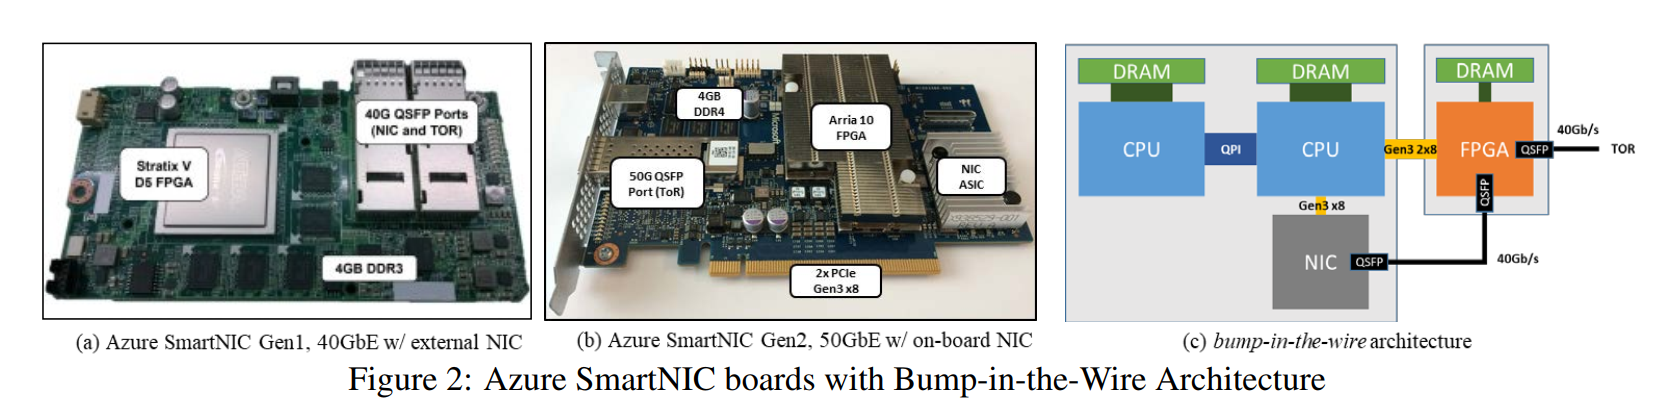 Stratix V
D5 FPGA
40G QSFP Ports
(NIC and TOR)
4GB DDR3
(a) Azure SmartNIC Gen1, 40GbE w/ external NIC
4GB
DDR4
Microsoft
Arria 10
FPGA
50G QSFP
Port (ToR)
NIC
ASIC
2x PCIe
Gen3 x8
(b) Azure SmartNIC Gen2, 50GbE w/ on-board NIC
DRAM
DRAM
DRAM
CPU
QPI
CPU
Gen3 2x8
FPGA
QSFP
40Gb/s
TOR
QSFP
Gen3 x8
NIC
QSFP
40Gb/s
(c) bump-in-the-wire architecture
Figure 2: Azure SmartNIC boards with Bump-in-the-Wire Architecture